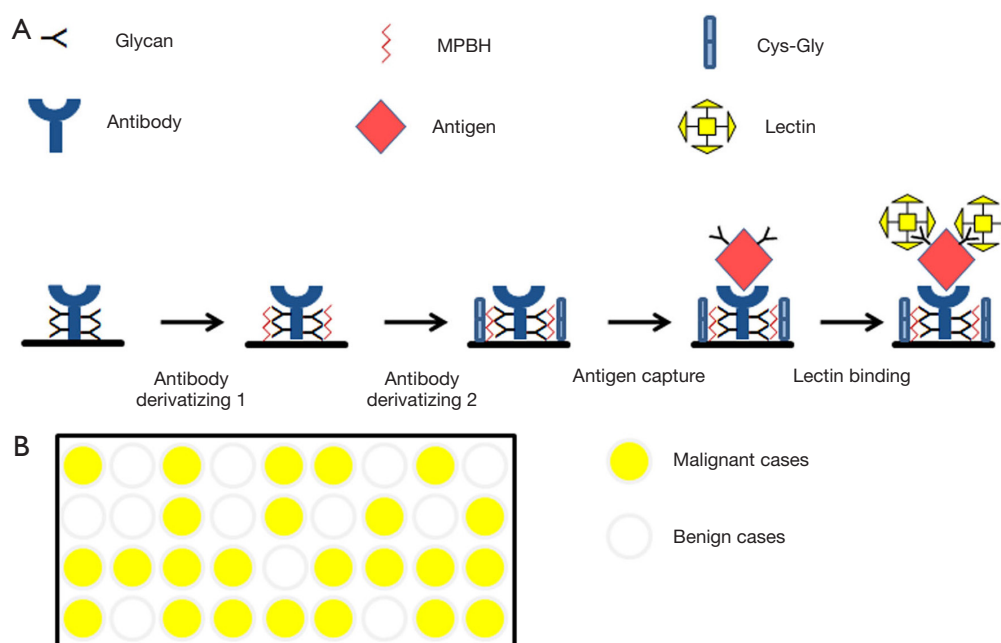 A
Glycan
MPBH
Cys-Gly
Antibody
Antigen
Lectin
Antibody
derivatizing 1
Antibody
derivatizing 2
Antigen capture
Lectin binding
B
Malignant cases
Benign cases